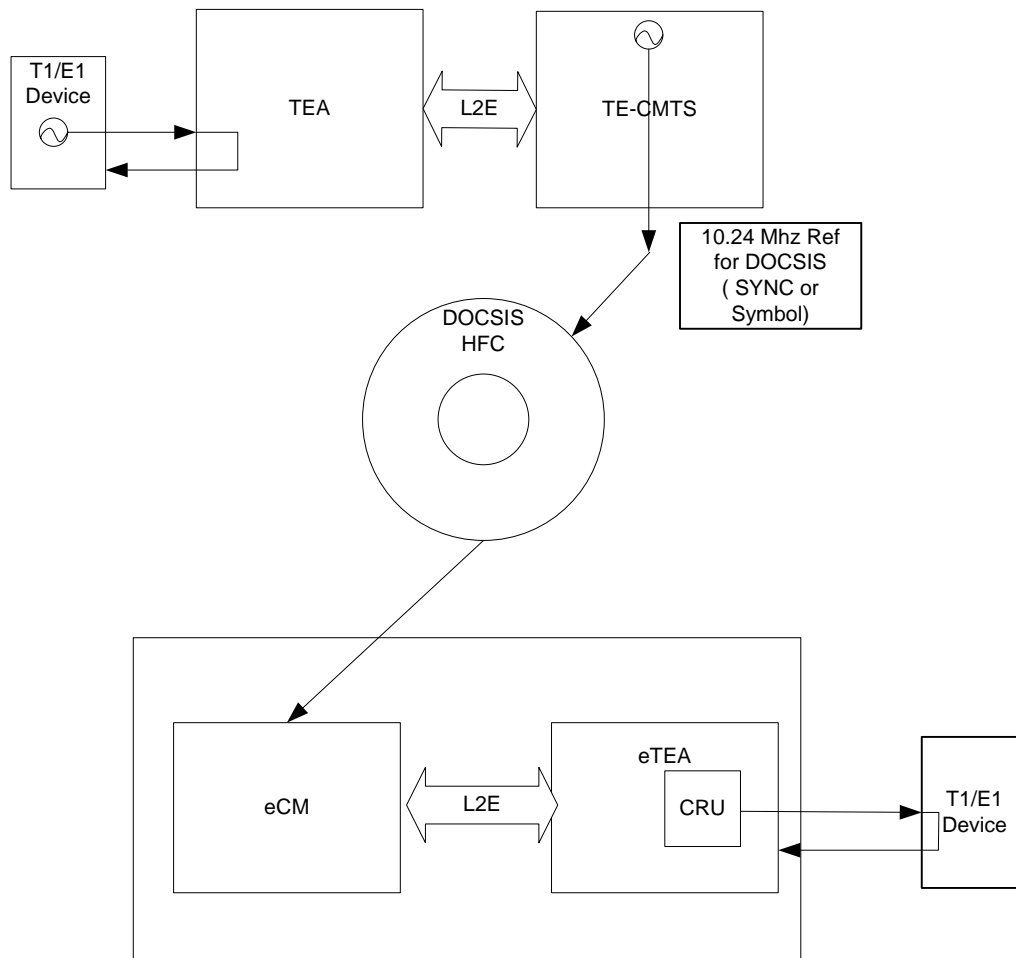 T1/E1
Device
TEA
L2E
TE-CMTS
10.24 Mhz Ref
for DOCSIS
( SYNC or
Symbol)
DOCSIS
HFC
eCM
L2E
eTEA
CRU
T1/E1
Device